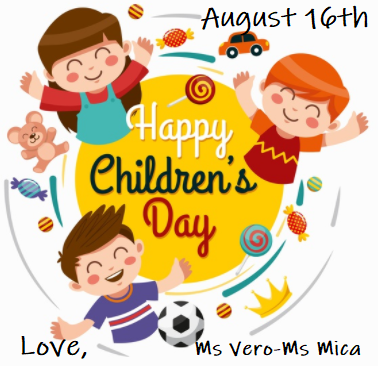 August 16th
Happy
Children's
Day
Love,
Ms Vero-Ms Mica